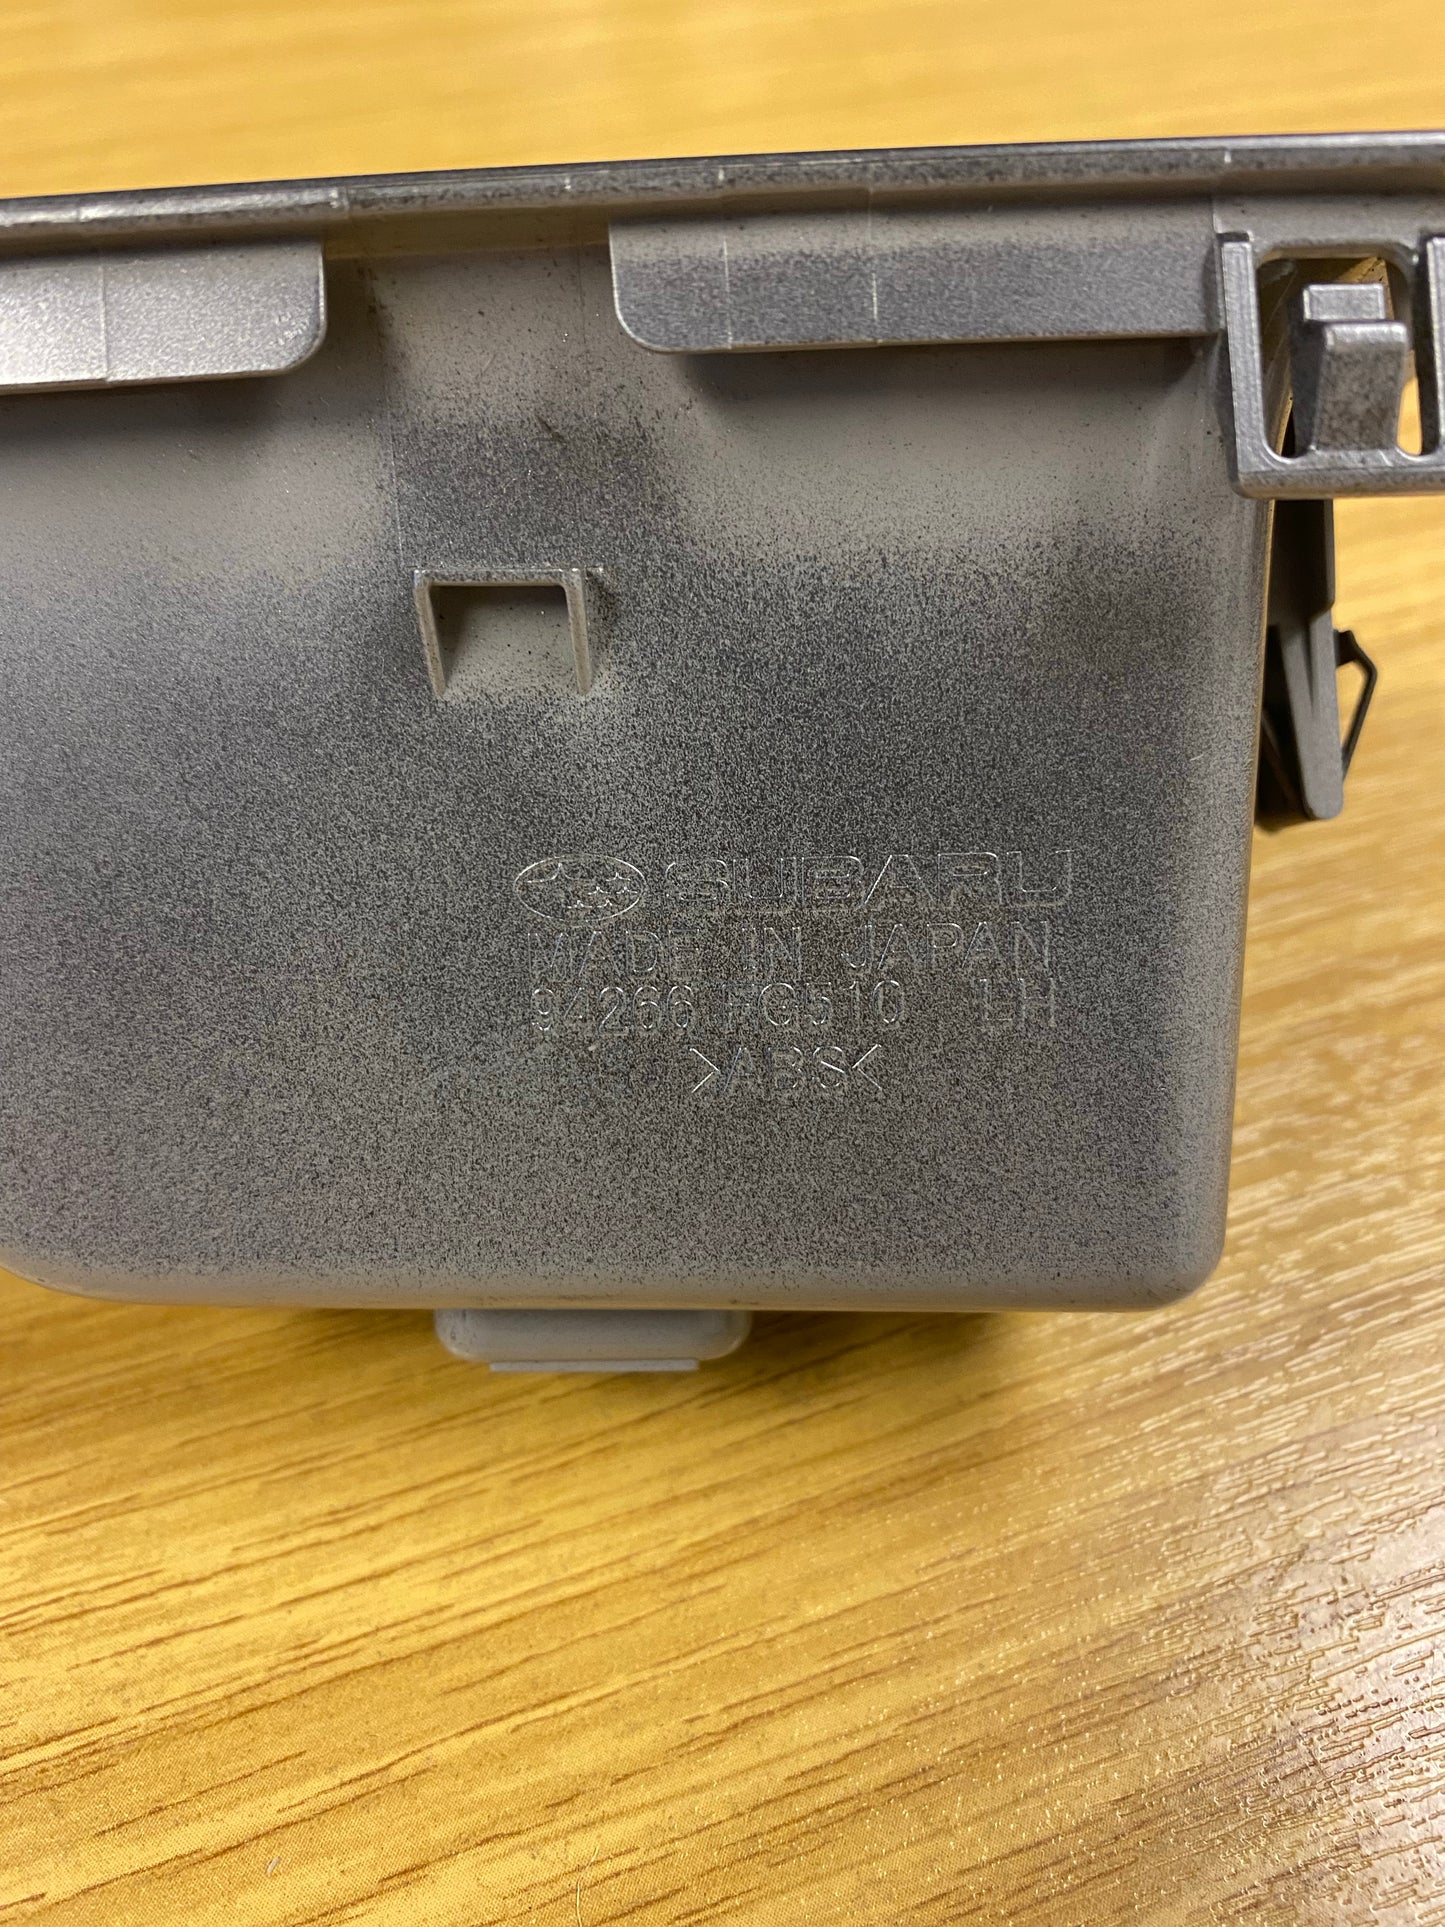 SUBARU
MADE IN JAPAN
94266 FG510 LH
>ABS<